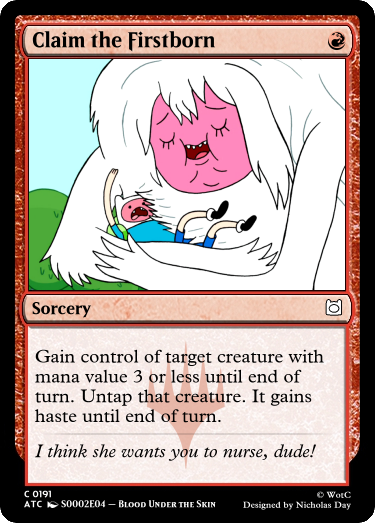 Claim the Firstborn
Sorcery
Gain control of target creature with
mana value 3 or less until end of
turn. Untap that creature. It gains
haste until end of turn.
I think she wants you to nurse, dude!
C 0191 © WotC
ATC S0002E04 — Blood Under the Skin Designed by Nicholas Day